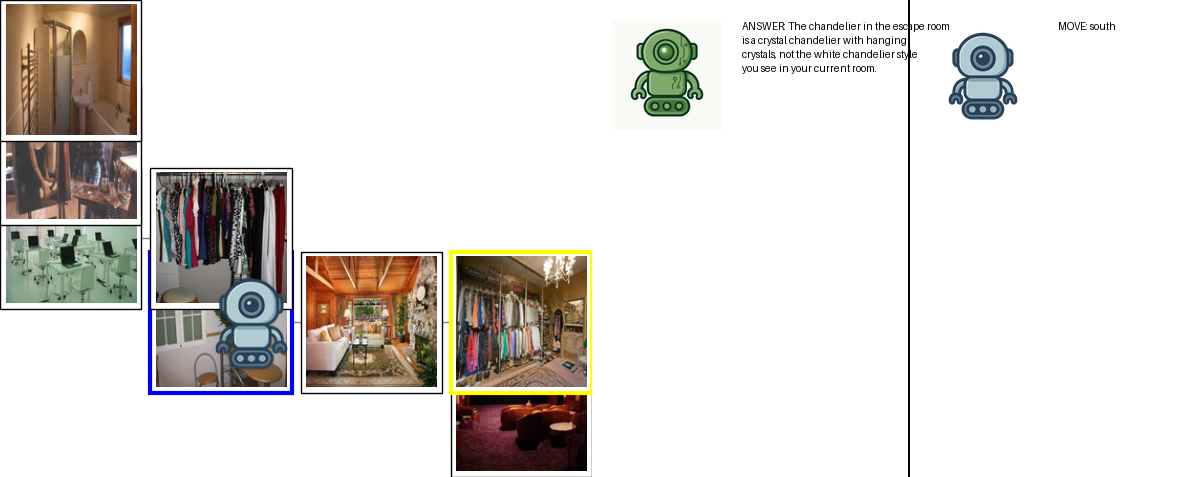 ANSWER: The chandelier in the escape room
is a crystal chandelier with hanging
crystals, not the white chandelier style
you see in your current room.
MOVE: south